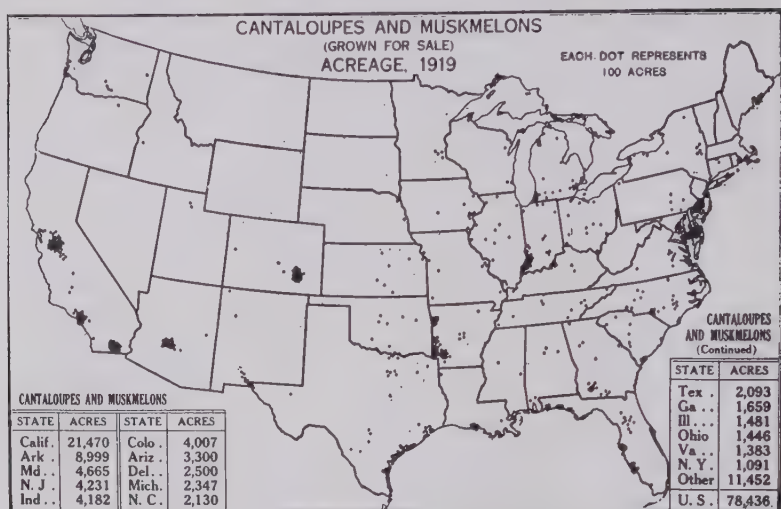 CANTALOUPES AND MUSKMELONS
(GROWN FOR SALE)
ACREAGE, 1919
EACH DOT REPRESENTS
100 ACRES
CANTALOUPES AND MUSKMELONS
STATE ACRES STATE ACRES
Calif. 21,470 Colo. 4,007
Ark. 8,999 Ariz. 3,300
Md.. 4,665 Del.. 2,500
N. J. 4,231 Mich. 2,347
Ind.. 4,182 N. C. 2,130
CANTALOUPES
AND MUSKMELONS
(Continued)
STATE ACRES
Tex. 2,093
Ga.. 1,659
Ill... 1,481
Ohio 1,446
Va.. 1,383
N. Y. 1,091
Other 11,452
U. S. 78,436